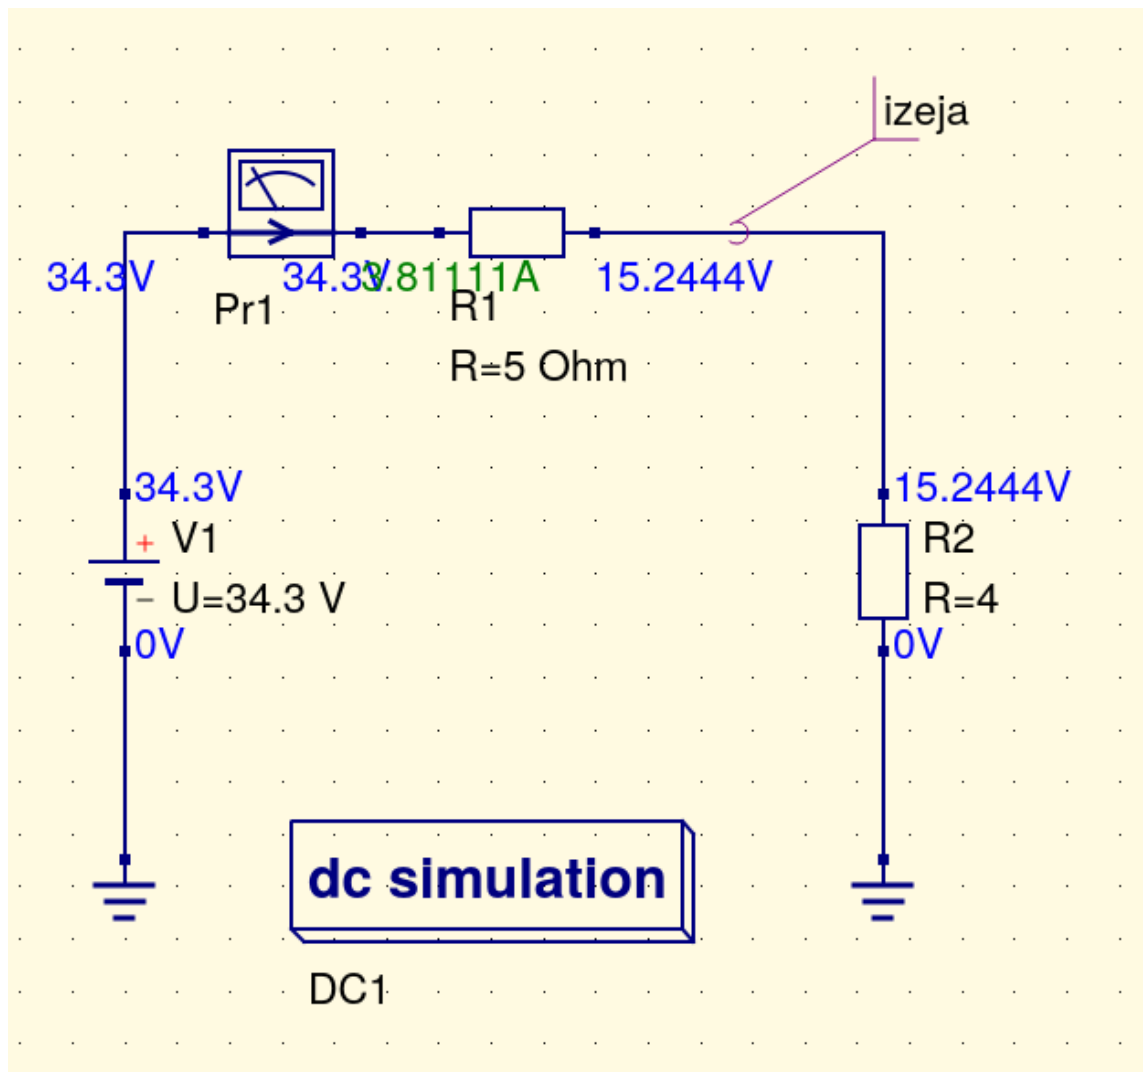 izeja
34.3V
34.3V
3.81111A
15.2444V
Pr1
R1
R=5 Ohm
34.3V
15.2444V
V1
R2
U=34.3 V
R=4
0V
0V
dc simulation
DC1